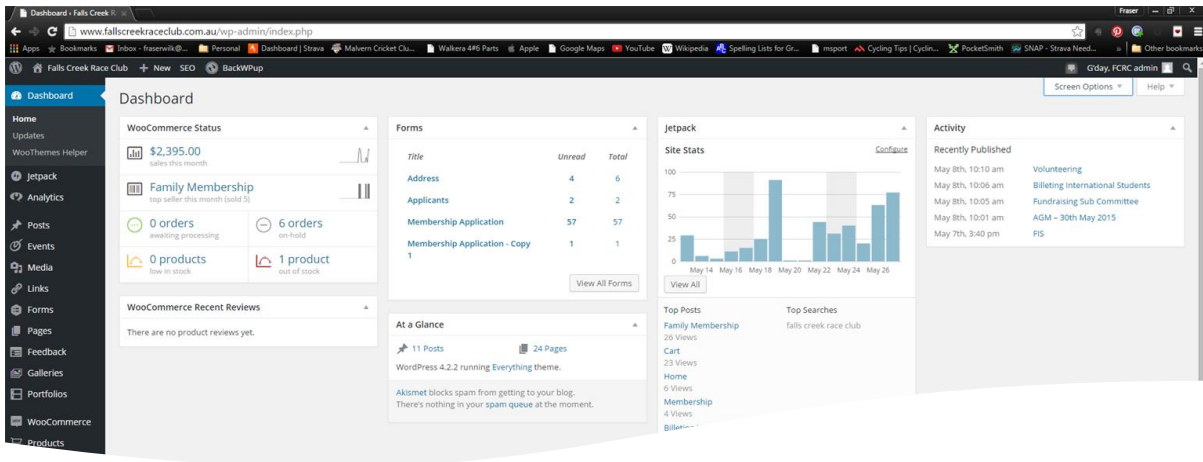 Dashboard ‹ Falls Creek R
Fraser
www.fallscreekraceclub.com.au/wp-admin/index.php
Apps
Bookmarks
Inbox - fraserwilk@...
Personal
Dashboard | Strava
Malvern Cricket Clu...
Walkera 4#6 Parts
Apple
Google Maps
YouTube
Wikipedia
Spelling Lists for Gr...
msport
Cycling Tips | Cyclin...
PocketSmith
SNAP - Strava Need...
»
Other bookmarks
Falls Creek Race Club
+ New
SEO
BackWPup
G'day, FCRC admin
Dashboard
Home
Updates
WooThemes Helper
Jetpack
Analytics
Posts
Events
Media
Links
Forms
Pages
Feedback
Galleries
Portfolios
WooCommerce
Products
Dashboard
Screen Options
Help
WooCommerce Status
$2,395.00
sales this month
Family Membership
top seller this month (sold 5)
0 orders
awaiting processing
6 orders
on-hold
0 products
low in stock
1 product
out of stock
WooCommerce Recent Reviews
There are no product reviews yet.
Forms
Title Unread Total
Address 4 6
Applicants 2 2
Membership Application 57 57
Membership Application - Copy 1 1
1
View All Forms
At a Glance
11 Posts
24 Pages
WordPress 4.2.2 running Everything theme.
Akismet blocks spam from getting to your blog.
There's nothing in your spam queue at the moment.
Jetpack
Site Stats
Configure
100
75
50
25
0
May 14 May 16 May 18 May 20 May 22 May 24 May 26
View All
Top Posts
Family Membership
26 Views
Cart
23 Views
Home
6 Views
Membership
4 Views
Top Searches
falls creek race club
Activity
Recently Published
May 8th, 10:10 am Volunteering
May 8th, 10:06 am Billeting International Students
May 8th, 10:05 am Fundraising Sub Committee
May 8th, 10:01 am AGM – 30th May 2015
May 7th, 3:40 pm FIS